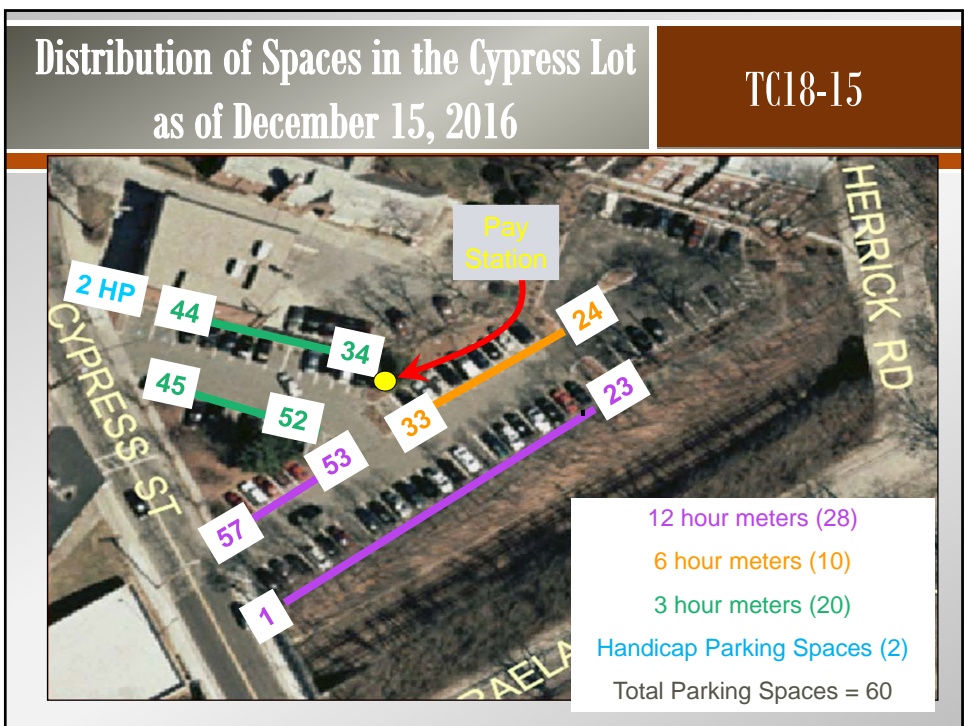 Distribution of Spaces in the Cypress Lot
as of December 15, 2016
TC18-15
HERRICK RD
Pay
Station
2 HP
44
34
24
CYPRESS ST
45
52
33
23
53
57
1
12 hour meters (28)
6 hour meters (10)
3 hour meters (20)
Handicap Parking Spaces (2)
Total Parking Spaces = 60